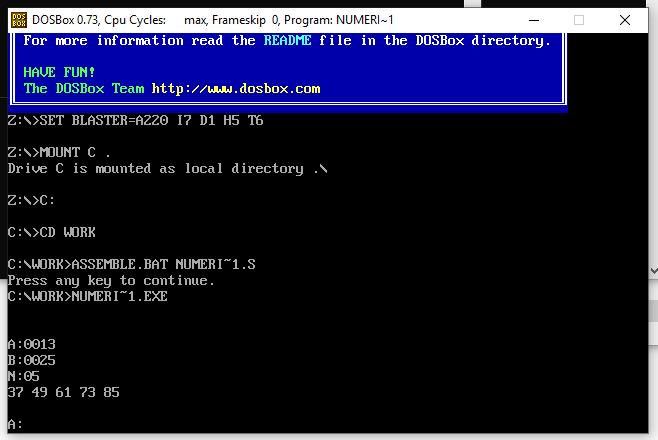 DOSBox 0.73, Cpu Cycles: max, Frameskip 0, Program: NUMERI~1
For more information read the README file in the DOSBox directory.
HAVE FUN!
The DOSBox Team http://www.dosbox.com
Z:\>SET BLASTER=A220 I7 D1 H5 T6
Z:\>MOUNT C .
Drive C is mounted as local directory .\
Z:\>C:
C:\>CD WORK
C:\WORK>ASSEMBLE.BAT NUMERI~1.S
Press any key to continue.
C:\WORK>NUMERI~1.EXE
A:0013
B:0025
N:05
37 49 61 73 85
A: